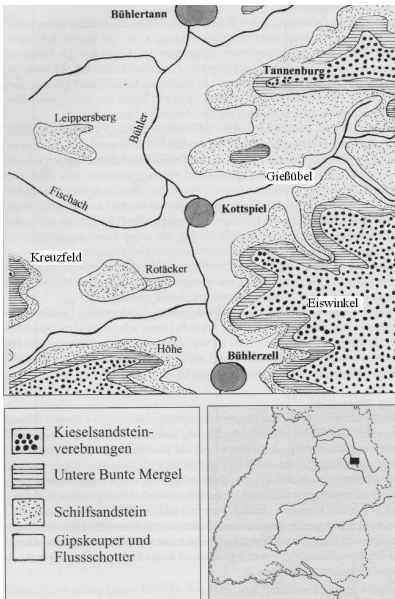 Bühlertann
Tannenburg
Leippersberg
Bühler
Gießübel
Fischach
Kottspiel
Kreuzfeld
Rotäcker
Eiswinkel
Höhe
Bühlerzell
Kieselsandstein-
verebnungen
Untere Bunte Mergel
Schilfsandstein
Gipskeuper und
Flussschotter